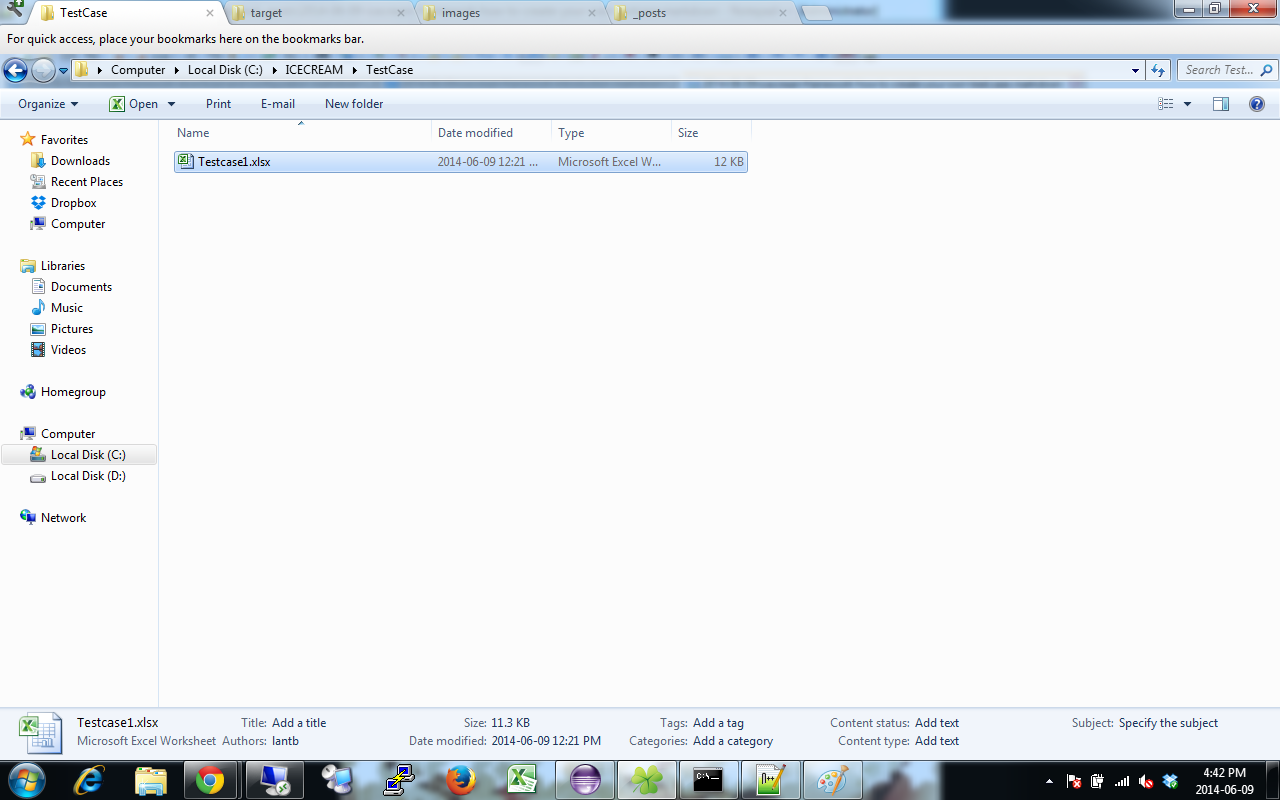 TestCase target images _posts
For quick access, place your bookmarks here on the bookmarks bar.
Computer Local Disk (C:) ICECREAM TestCase Search Test...
Organize Open Print E-mail New folder
Name Date modified Type Size
Testcase1.xlsx 2014-06-09 12:21 ... Microsoft Excel W... 12 KB
Favorites
Downloads
Recent Places
Dropbox
Computer
Libraries
Documents
Music
Pictures
Videos
Homegroup
Computer
Local Disk (C:)
Local Disk (D:)
Network
Testcase1.xlsx Title: Add a title Size: 11.3 KB Tags: Add a tag Content status: Add text Subject: Specify the subject
Microsoft Excel Worksheet Authors: lantb Date modified: 2014-06-09 12:21 PM Categories: Add a category Content type: Add text
4:42 PM
2014-06-09